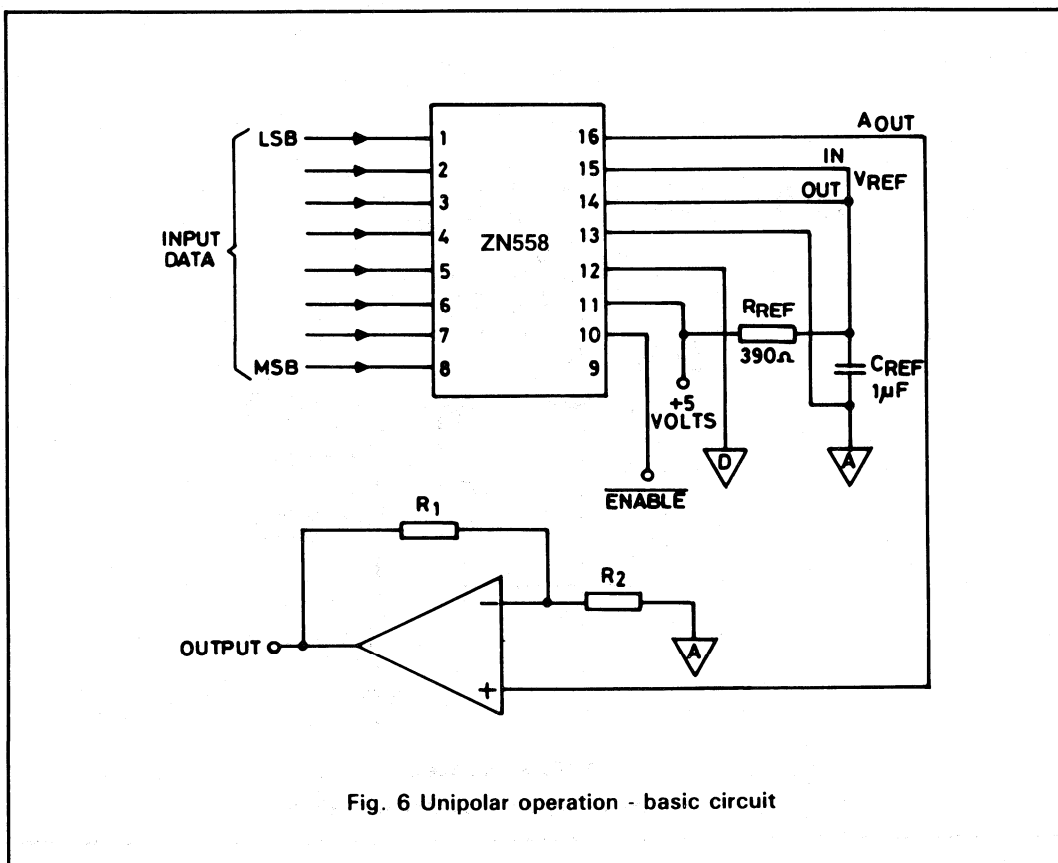 LSB
INPUT
DATA
MSB
1
2
3
4
5
6
7
8
ZN558
16
15
14
13
12
11
10
9
A OUT
IN
VREF
OUT
RREF
390Ω
CREF
1µF
+5
VOLTS
D
A
ENABLE
R1
R2
A
OUTPUT
−
+
Fig. 6 Unipolar operation - basic circuit